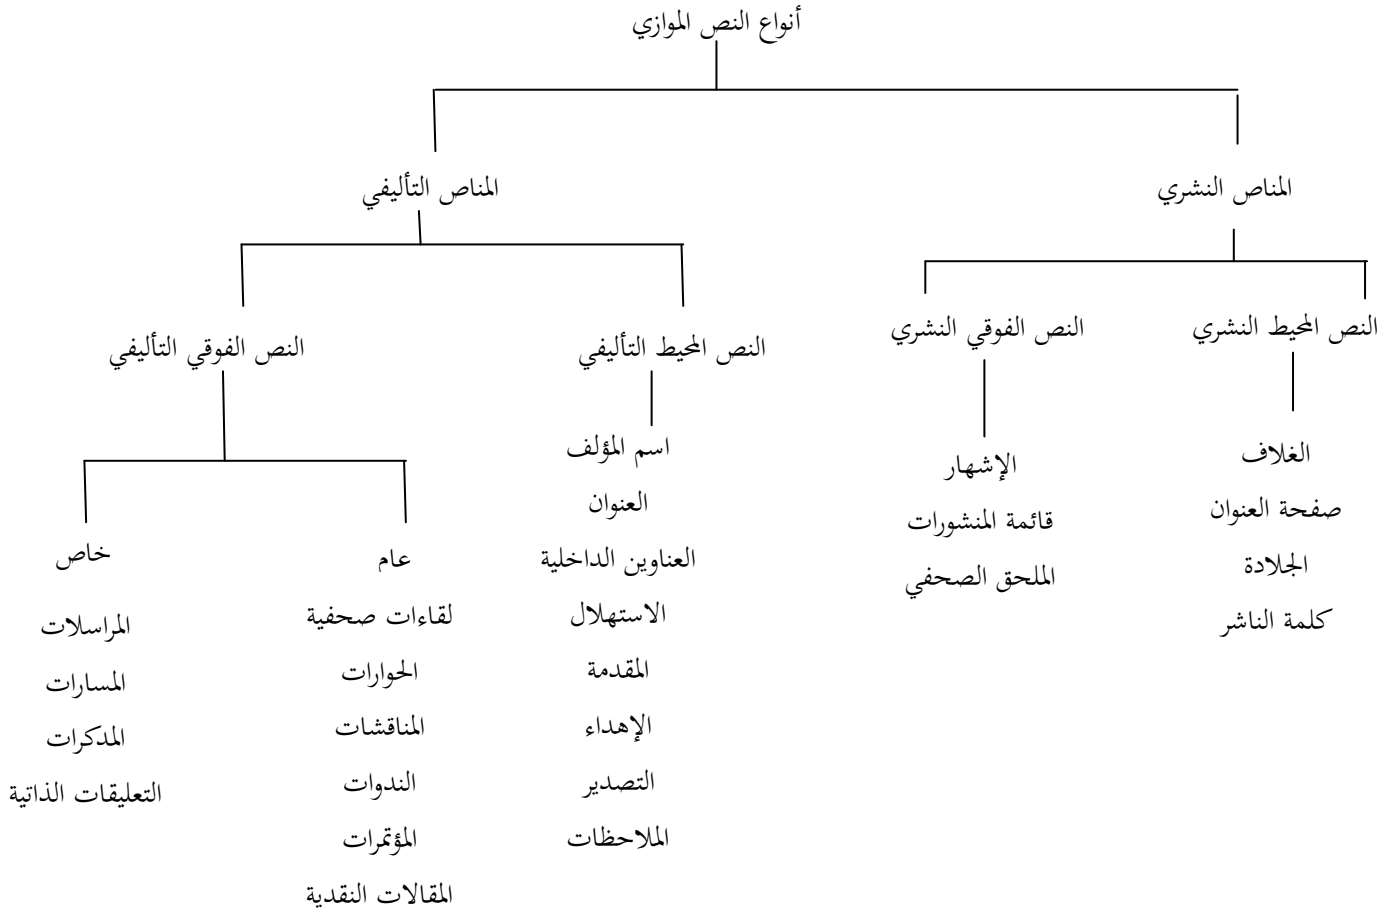 أنواع النص الموازي
المناص النشري
المناص التأليفي
النص المحيط النشري
النص الفوقي النشري
النص المحيط التأليفي
النص الفوقي التأليفي
الغلاف
صفحة العنوان
الجلادة
كلمة الناشر
الإشهار
قائمة المنشورات
الملحق الصحفي
اسم المؤلف
العنوان
العناوين الداخلية
الاستهلال
المقدمة
الإهداء
التصدير
الملاحظات
عام
لقاءات صحفية
الحوارات
المناقشات
الندوات
المؤتمرات
المقالات النقدية
خاص
المراسلات
المسارات
المدكرات
التعليقات الذاتية